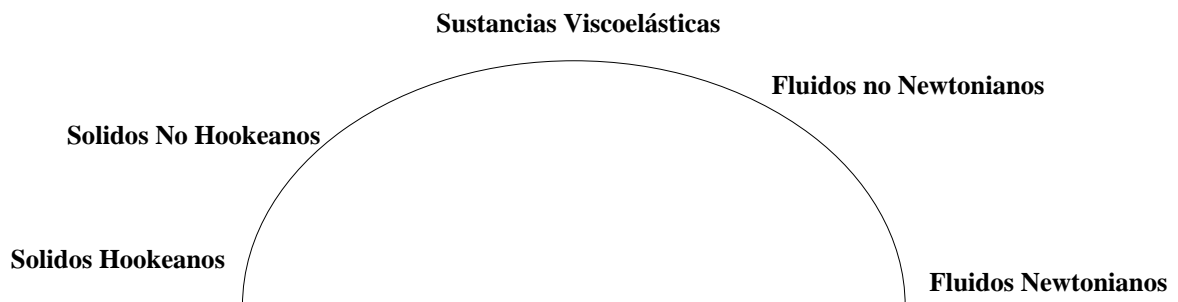 Sustancias Viscoelásticas
Fluidos no Newtonianos
Solidos No Hookeanos
Solidos Hookeanos
Fluidos Newtonianos